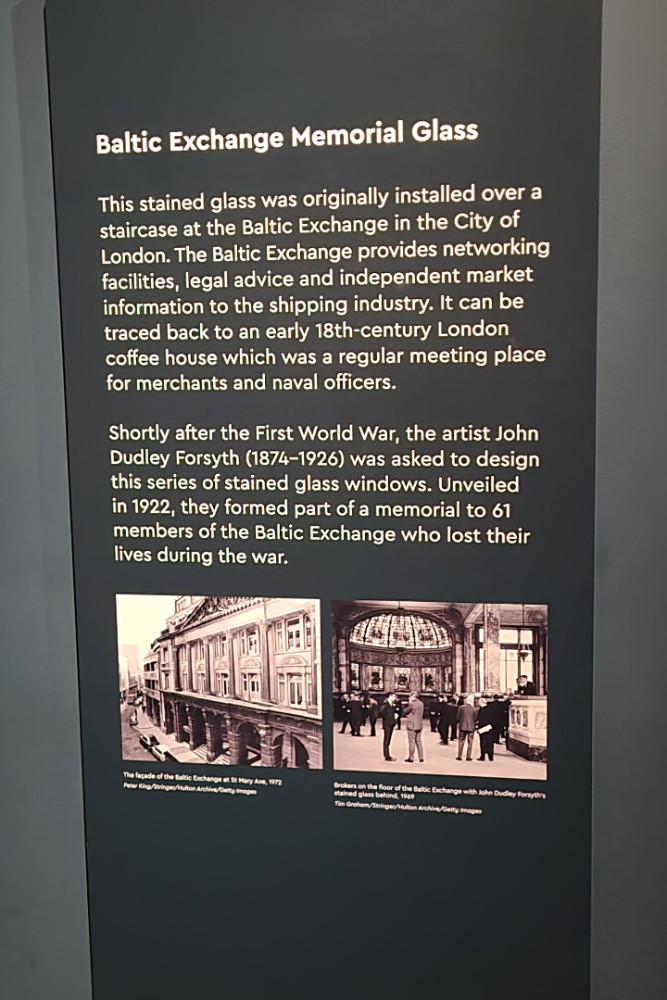 Baltic Exchange Memorial Glass
This stained glass was originally installed over a
staircase at the Baltic Exchange in the City of
London. The Baltic Exchange provides networking
facilities, legal advice and independent market
information to the shipping industry. It can be
traced back to an early 18th-century London
coffee house which was a regular meeting place
for merchants and naval officers.
Shortly after the First World War, the artist John
Dudley Forsyth (1874–1926) was asked to design
this series of stained glass windows. Unveiled
in 1922, they formed part of a memorial to 61
members of the Baltic Exchange who lost their
lives during the war.
The façade of the Baltic Exchange at St Mary Axe, 1972
Peter King/Stringer/Hulton Archive/Getty Images
Brokers on the floor of the Baltic Exchange with John Dudley Forsyth's
stained glass behind, 1969
Tim Graham/Stringer/Hulton Archive/Getty Images